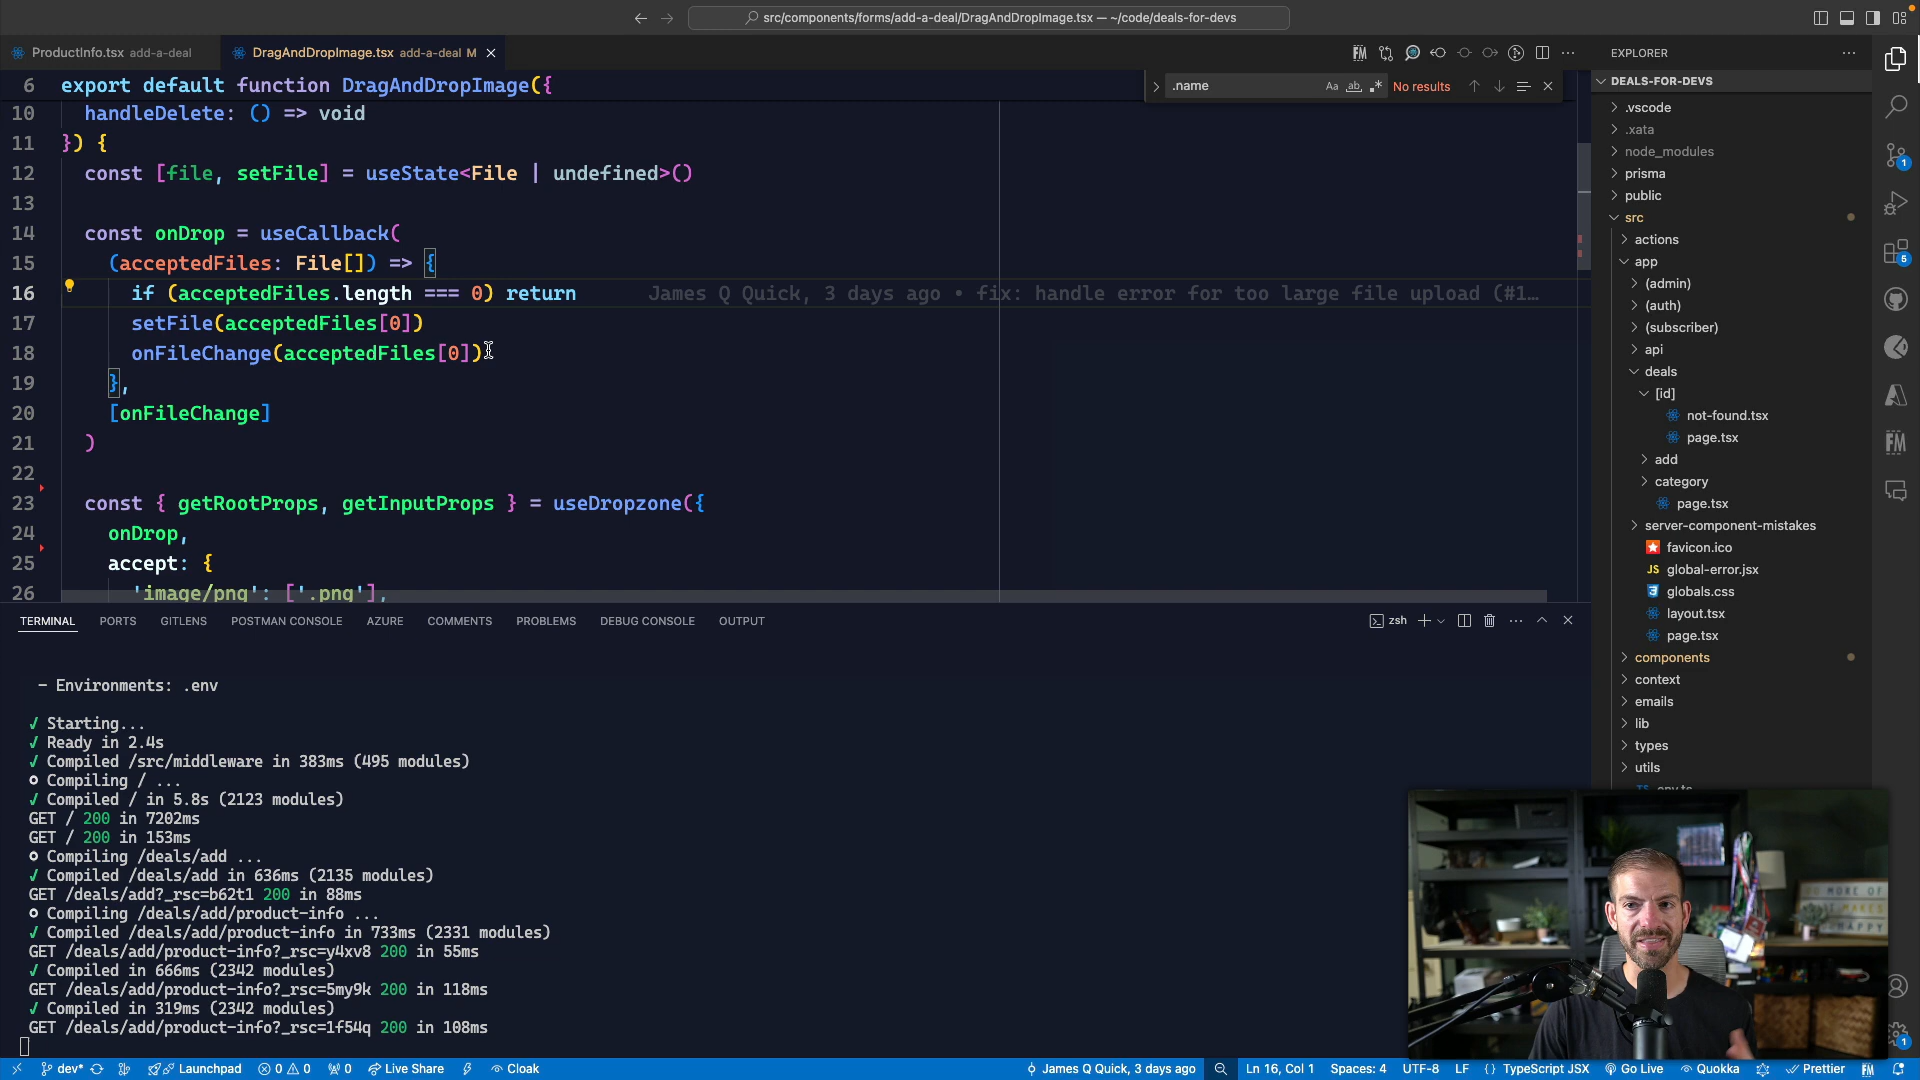 src/components/forms/add-a-deal/DragAndDropImage.tsx — ~/code/deals-for-devs
ProductInfo.tsx add-a-deal
DragAndDropImage.tsx add-a-deal M
6 export default function DragAndDropImage({
.name
No results
10 handleDelete: () => void
11 }) {
12 const [file, setFile] = useState<File | undefined>()
13
14 const onDrop = useCallback(
15 (acceptedFiles: File[]) => {
16 if (acceptedFiles.length === 0) return James Q Quick, 3 days ago • fix: handle error for too large file upload (#1…
17 setFile(acceptedFiles[0])
18 onFileChange(acceptedFiles[0])
19 },
20 [onFileChange]
21 )
22
23 const { getRootProps, getInputProps } = useDropzone({
24 onDrop,
25 accept: {
26 'image/png': ['.png'],
TERMINAL PORTS GITLENS POSTMAN CONSOLE AZURE COMMENTS PROBLEMS DEBUG CONSOLE OUTPUT
zsh
- Environments: .env
✓ Starting...
✓ Ready in 2.4s
✓ Compiled /src/middleware in 383ms (495 modules)
○ Compiling / ...
✓ Compiled / in 5.8s (2123 modules)
GET / 200 in 7202ms
GET / 200 in 153ms
○ Compiling /deals/add ...
✓ Compiled /deals/add in 636ms (2135 modules)
GET /deals/add?_rsc=b62t1 200 in 88ms
○ Compiling /deals/add/product-info ...
✓ Compiled /deals/add/product-info in 733ms (2331 modules)
GET /deals/add/product-info?_rsc=y4xv8 200 in 55ms
✓ Compiled in 666ms (2342 modules)
GET /deals/add/product-info?_rsc=5my9k 200 in 118ms
✓ Compiled in 319ms (2342 modules)
GET /deals/add/product-info?_rsc=1f54q 200 in 108ms
EXPLORER
DEALS-FOR-DEVS
.vscode
.xata
node_modules
prisma
public
src
actions
app
(admin)
(auth)
(subscriber)
api
deals
[id]
not-found.tsx
page.tsx
add
category
page.tsx
server-component-mistakes
favicon.ico
JS global-error.jsx
globals.css
layout.tsx
page.tsx
components
context
emails
lib
types
utils
TS env.ts
dev* Launchpad 0 0 0 Live Share Cloak
James Q Quick, 3 days ago Ln 16, Col 1 Spaces: 4 UTF-8 LF {} TypeScript JSX Go Live Quokka Prettier